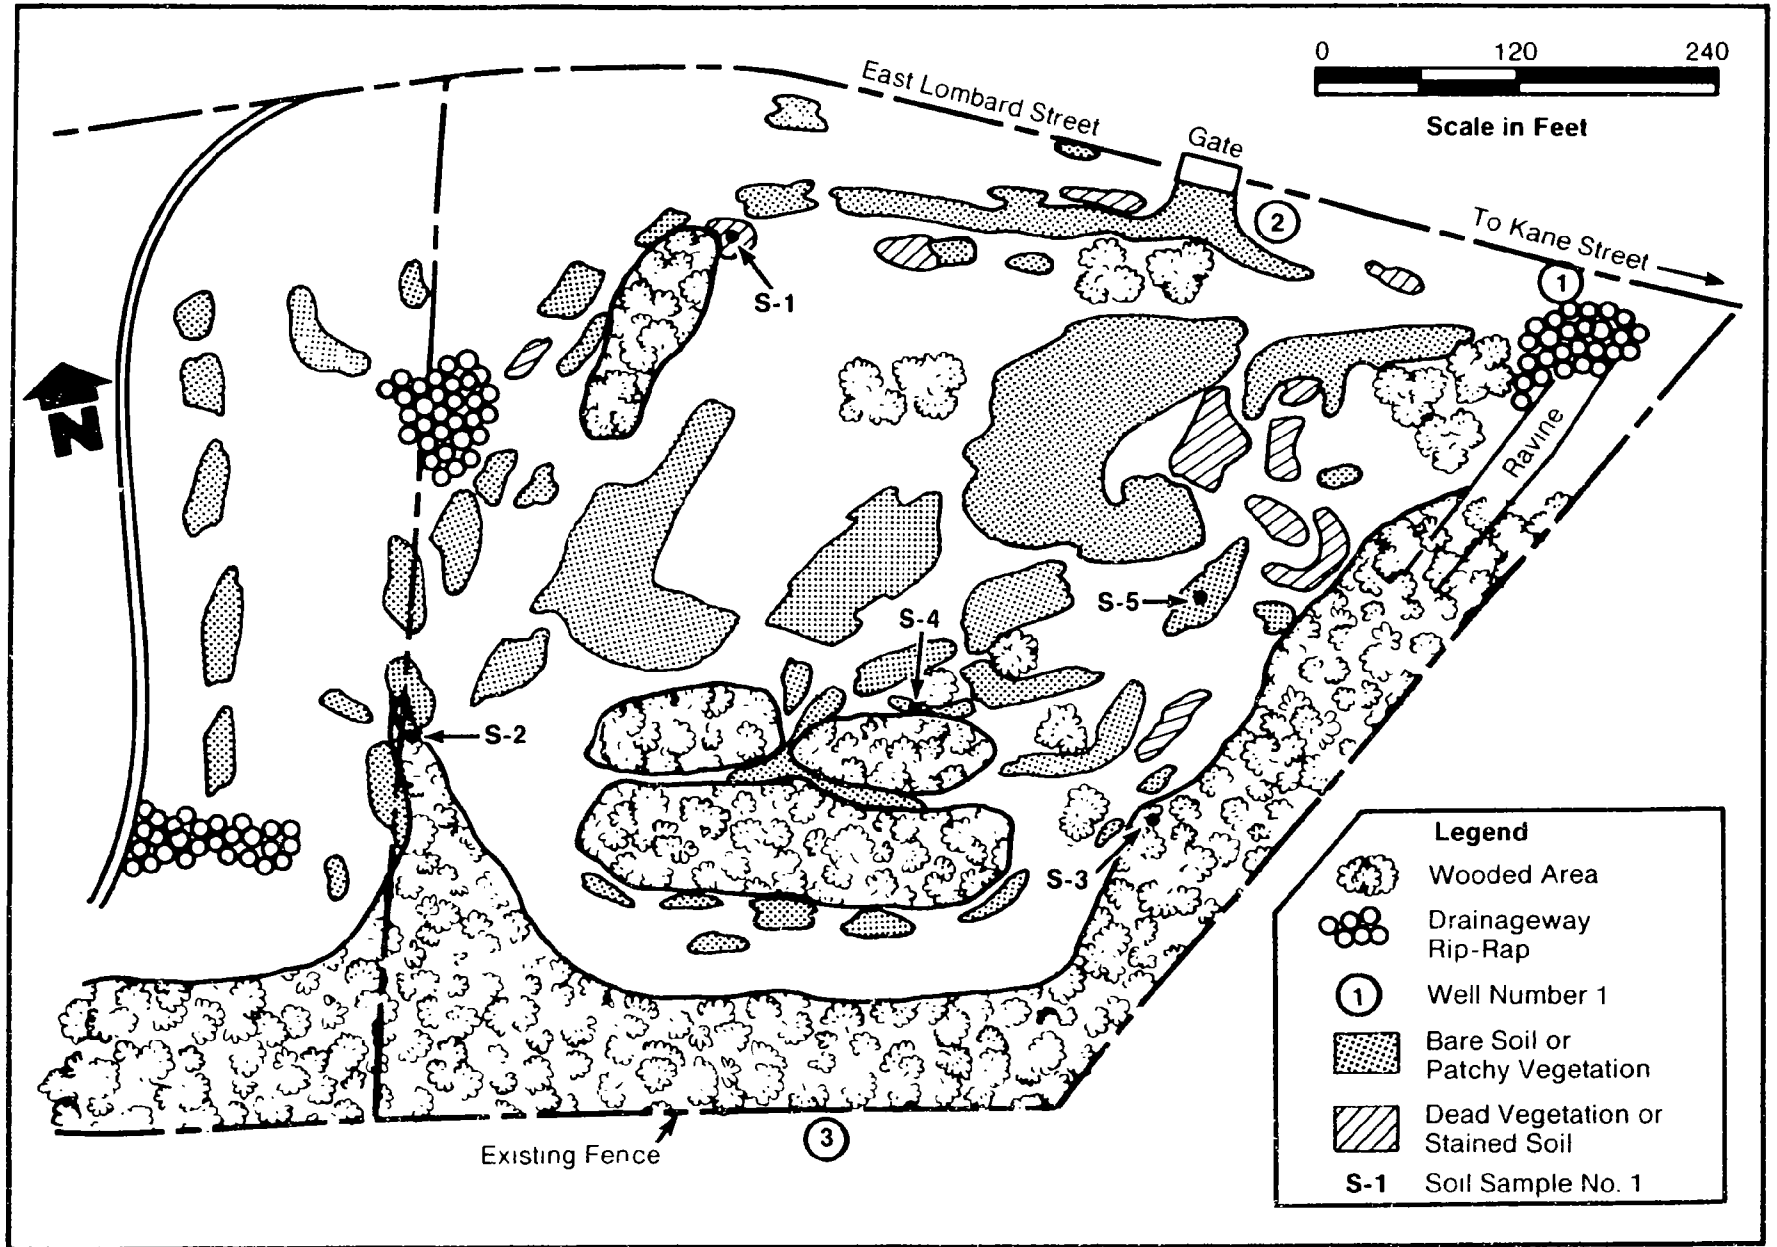 0 120 240
Scale in Feet
East Lombard Street
Gate
2
To Kane Street
1
S-1
N
Ravine
S-5
S-4
S-2
S-3
Existing Fence
3
Legend
Wooded Area
Drainageway
Rip-Rap
1 Well Number 1
Bare Soil or
Patchy Vegetation
Dead Vegetation or
Stained Soil
S-1 Soil Sample No. 1